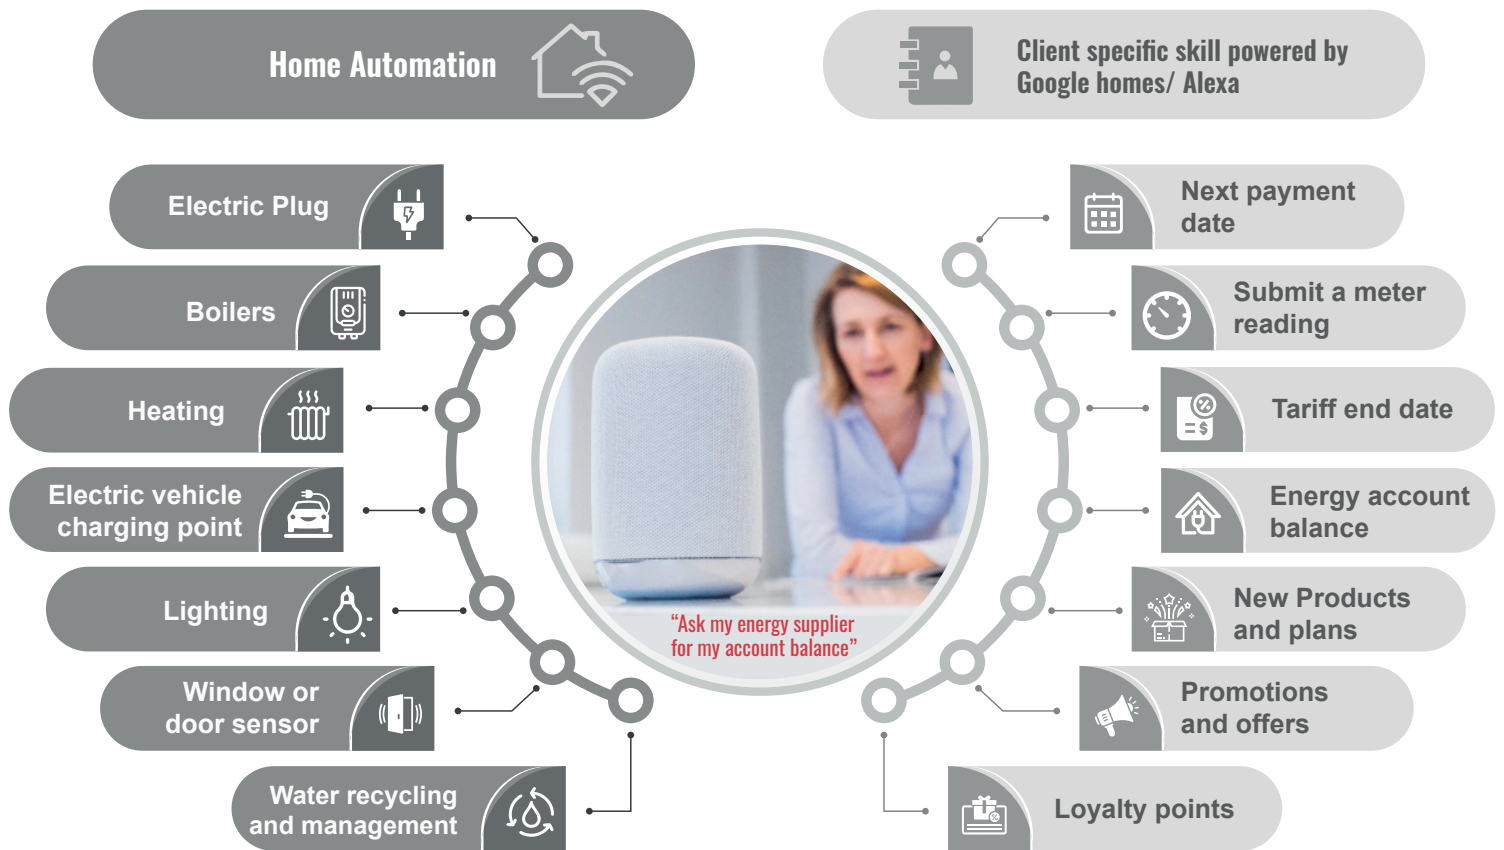 Home Automation
Client specific skill powered by
Google homes/ Alexa
Electric Plug
Boilers
Heating
Electric vehicle
charging point
Lighting
Window or
door sensor
Water recycling
and management
“Ask my energy supplier
for my account balance”
Next payment
date
Submit a meter
reading
Tariff end date
Energy account
balance
New Products
and plans
Promotions
and offers
Loyalty points